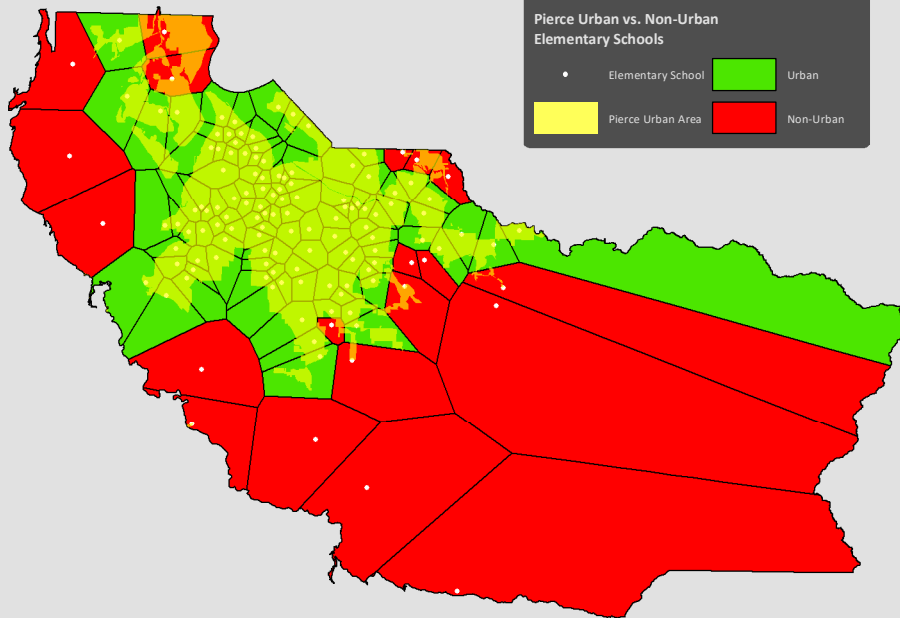 Pierce Urban vs. Non-Urban
Elementary Schools
Elementary School
Urban
Pierce Urban Area
Non-Urban